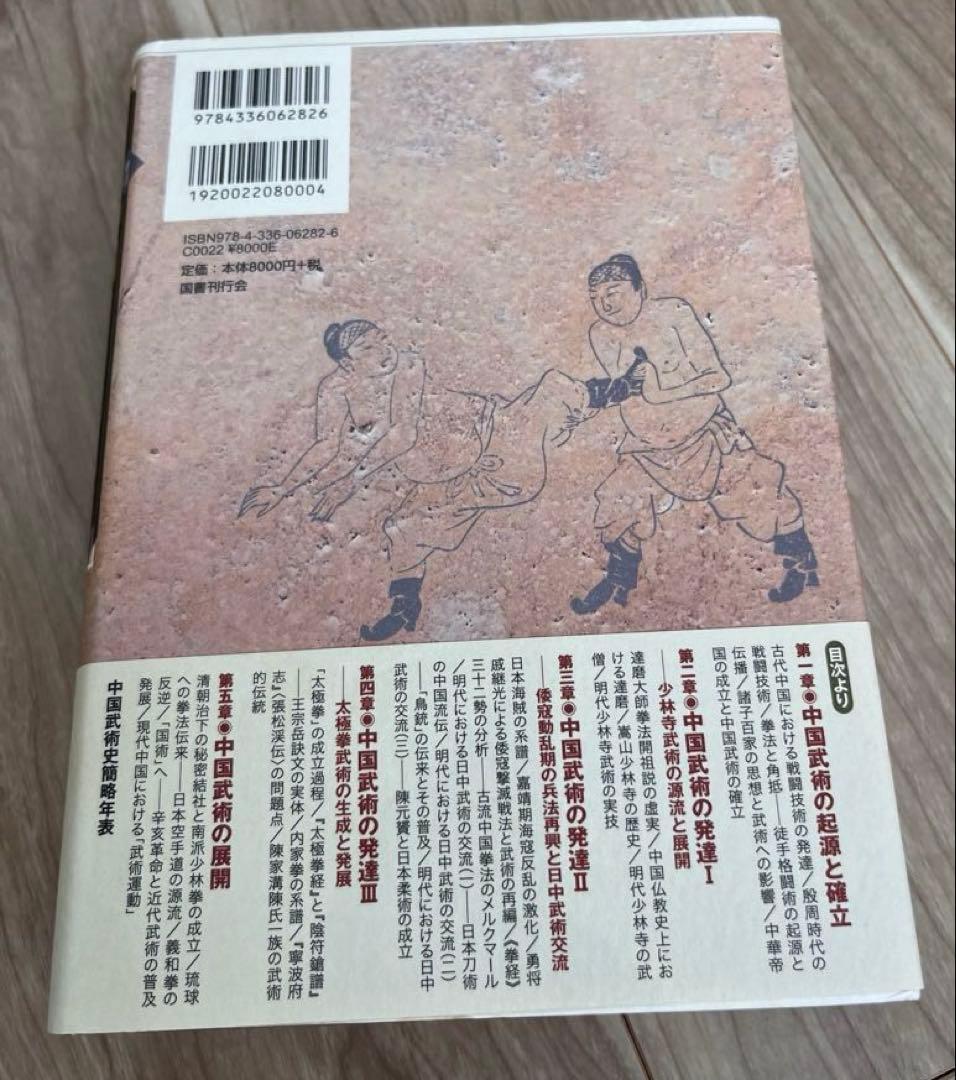 9784336062826
1920022080004
ISBN978-4-336-06282-6
C0022 ¥8000E
定価：本体8000円+税
国書刊行会
目次より
第一章◉中国武術の起源と確立
古代中国における戦闘技術の発達／殷周時代の
戦闘技術／拳法と角抵――徒手格闘術の起源と
伝播／諸子百家の思想と武術への影響／中華帝
国の成立と中国武術の確立
第二章◉中国武術の発達Ⅰ
――少林寺武術の源流と展開
達磨大師拳法開祖説の虚実／中国仏教史上にお
ける達磨／嵩山少林寺の歴史／明代少林寺の武
僧／明代少林寺武術の実技
第三章◉中国武術の発達Ⅱ
――倭寇動乱期の兵法再興と日中武術交流
日本海賊の系譜／嘉靖期海寇反乱の激化／勇将
戚継光による倭寇撃滅戦法と武術の再編／《拳経》
三十二勢の分析――古流中国拳法のメルクマール
／明代における日中武術の交流（一）――日本刀術
の中国流伝／明代における日中武術の交流（二）
――「鳥銃」の伝来とその普及／明代における日中
武術の交流（三）――陳元贇と日本柔術の成立
第四章◉中国武術の発達Ⅲ
――太極拳武術の生成と発展
「太極拳」の成立過程／『太極拳経』と『陰符鎗譜』
――王宗岳訣文の実体／内家拳の系譜／『寧波府
志』〈張松渓伝〉の問題点／陳家溝陳氏一族の武術
的伝統
第五章◉中国武術の展開
清朝治下の秘密結社と南派少林拳の成立／琉球
への拳法伝来――日本空手道の源流／義和拳の
反逆／「国術」へ――辛亥革命と近代武術の普及
発展／現代中国における「武術運動」
中国武術史簡略年表